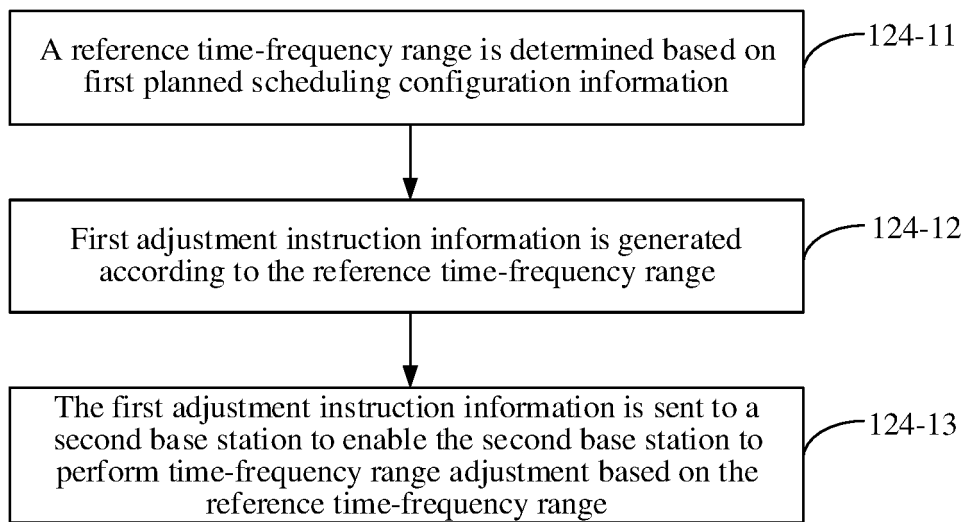 A reference time-frequency range is determined based on
first planned scheduling configuration information
124-11
First adjustment instruction information is generated
according to the reference time-frequency range
124-12
The first adjustment instruction information is sent to a
second base station to enable the second base station to
perform time-frequency range adjustment based on the
reference time-frequency range
124-13